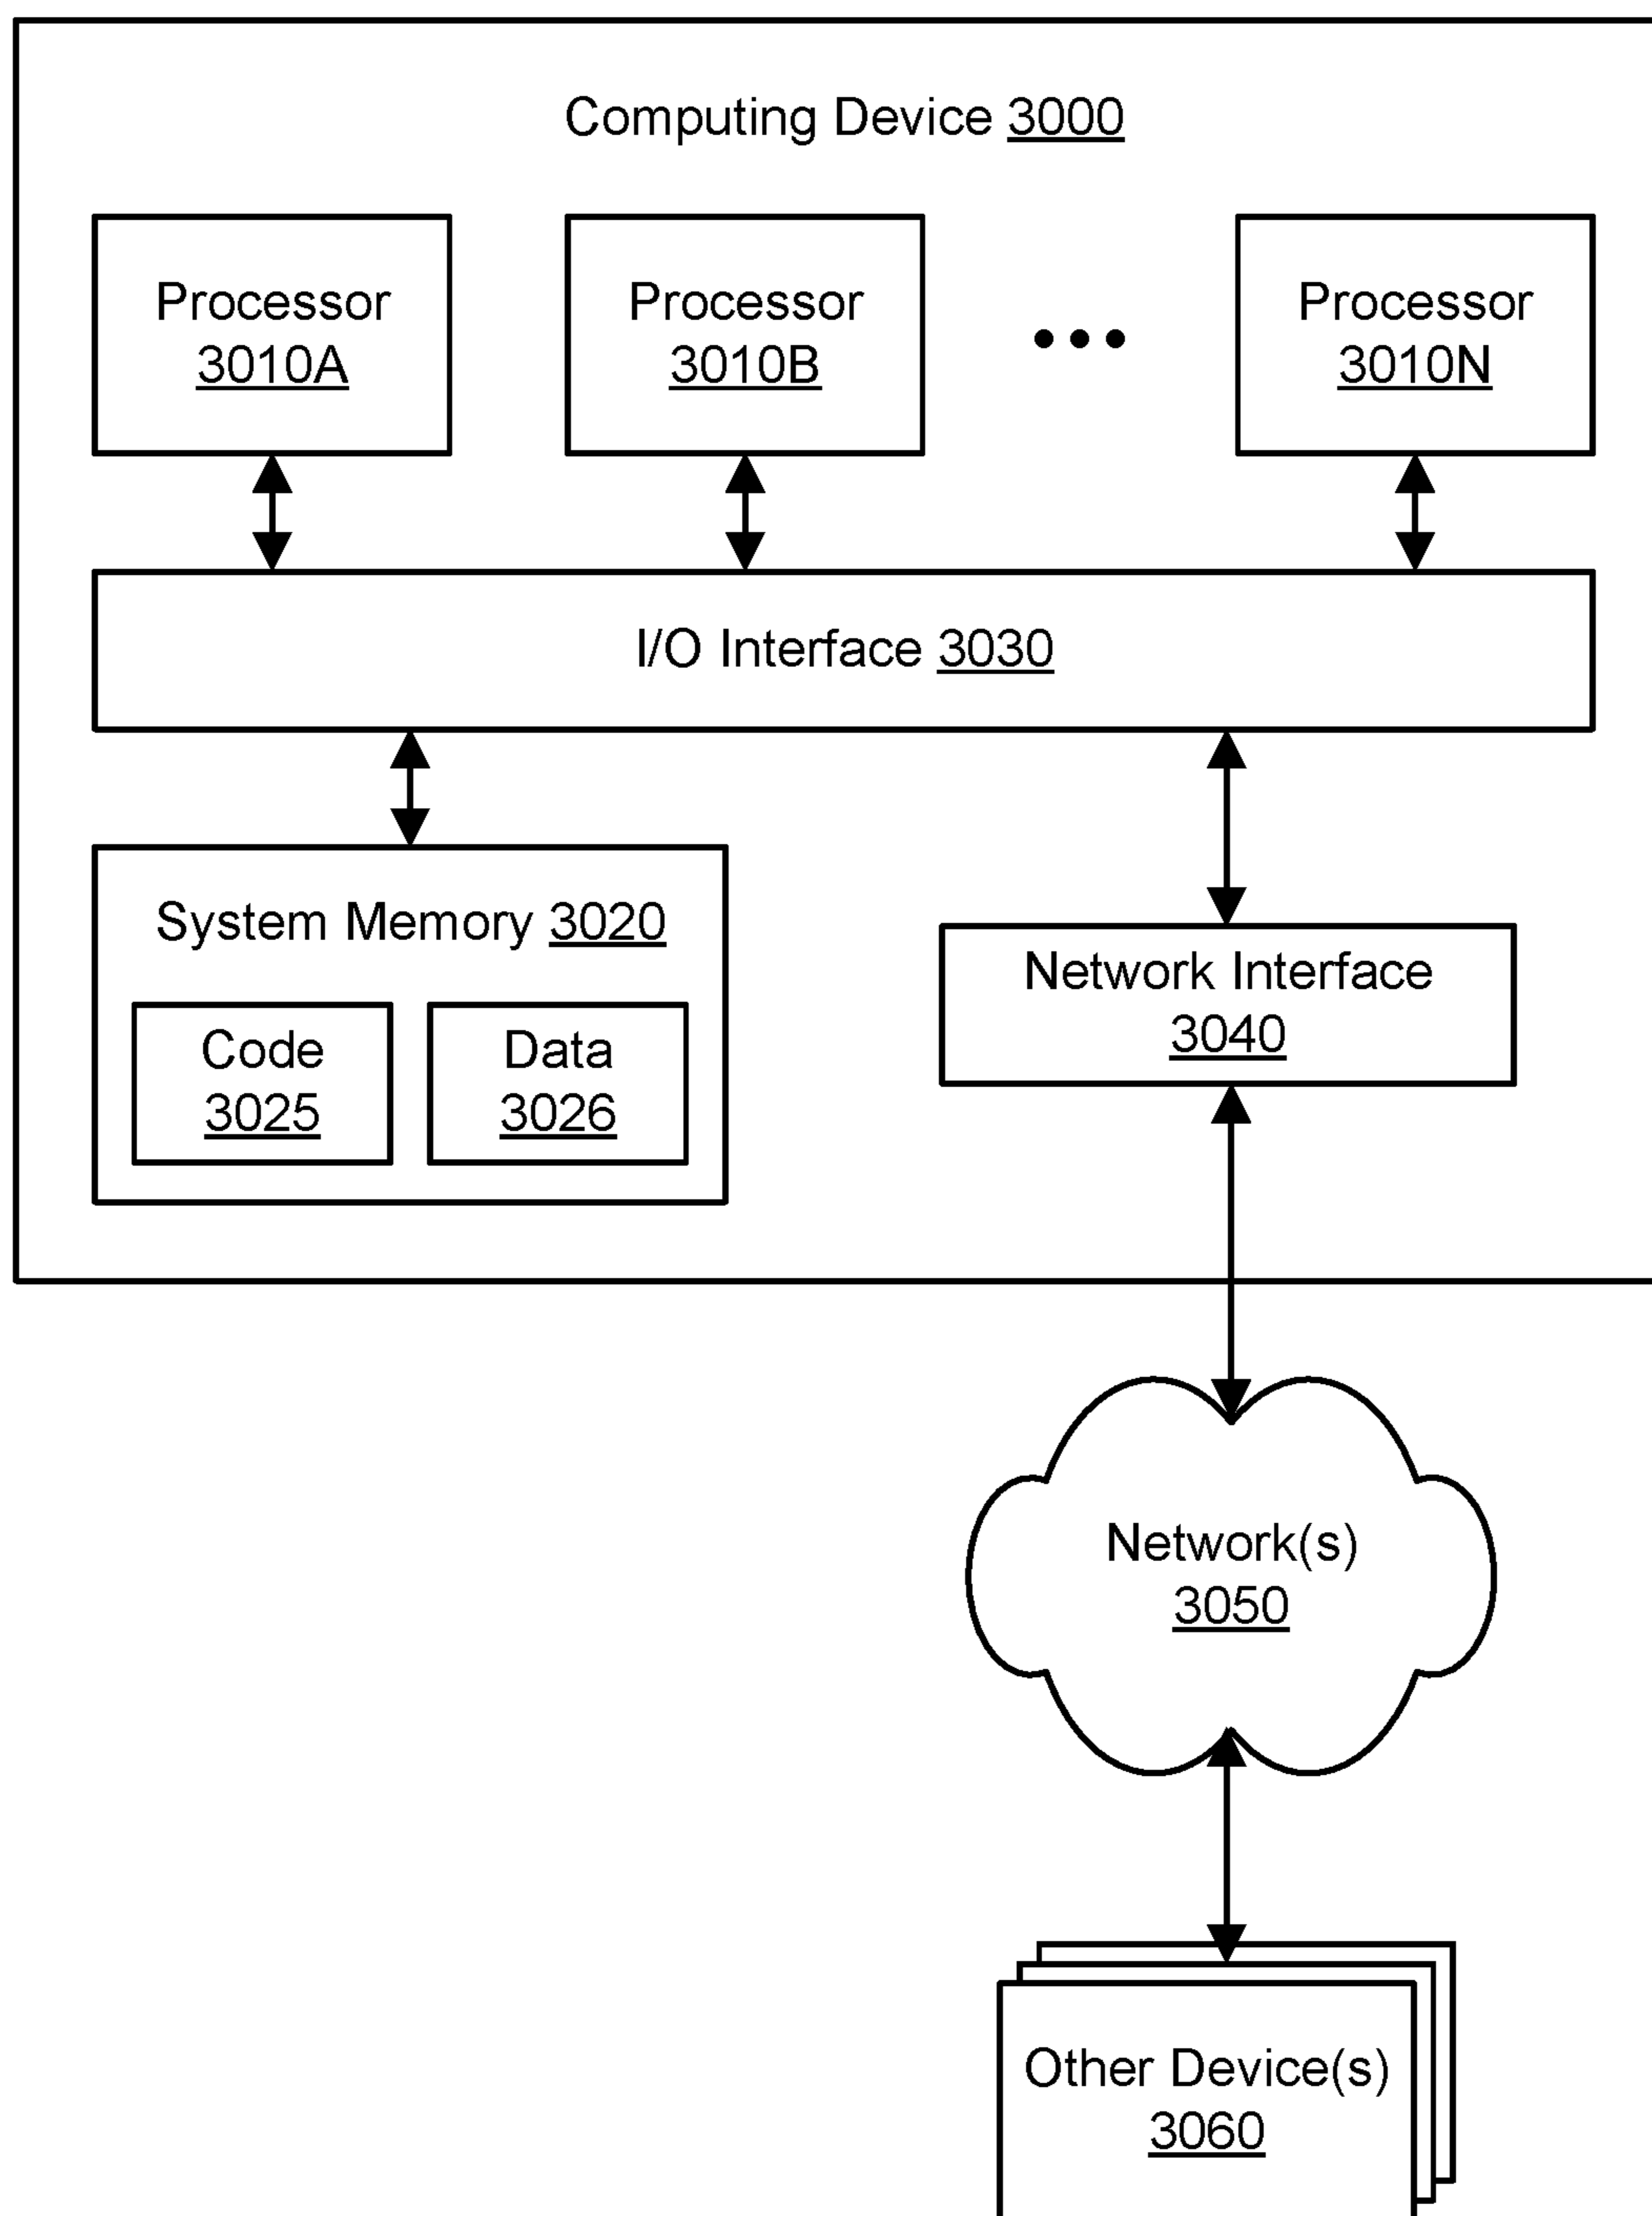 Computing Device 3000
Processor Processor Processor
3010A 3010B ••• 3010N
I/O Interface 3030
System Memory 3020
Code Data
3025 3026
Network Interface
3040
Network(s)
3050
Other Device(s)
3060